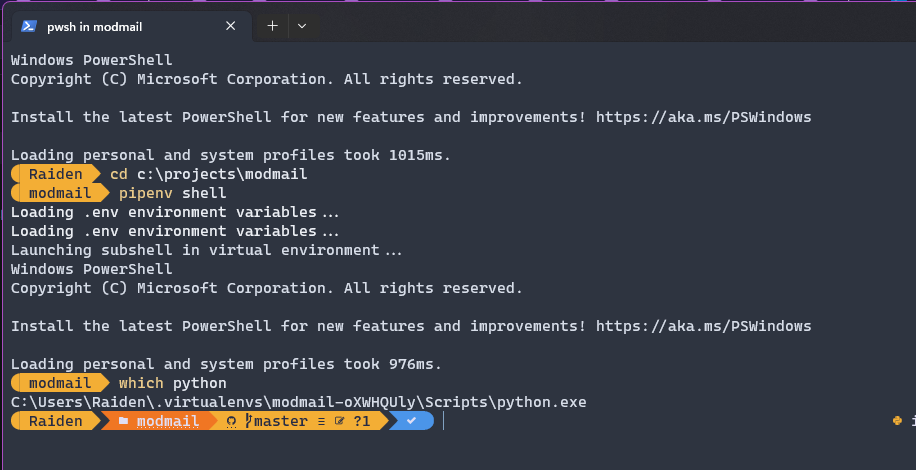 pwsh in modmail
Windows PowerShell
Copyright (C) Microsoft Corporation. All rights reserved.
Install the latest PowerShell for new features and improvements! https://aka.ms/PSWindows
Loading personal and system profiles took 1015ms.
Raiden cd c:\projects\modmail
modmail pipenv shell
Loading .env environment variables...
Loading .env environment variables...
Launching subshell in virtual environment...
Windows PowerShell
Copyright (C) Microsoft Corporation. All rights reserved.
Install the latest PowerShell for new features and improvements! https://aka.ms/PSWindows
Loading personal and system profiles took 976ms.
modmail which python
C:\Users\Raiden\.virtualenvs\modmail-oXWHQUly\Scripts\python.exe
Raiden modmail master ≡ ?1